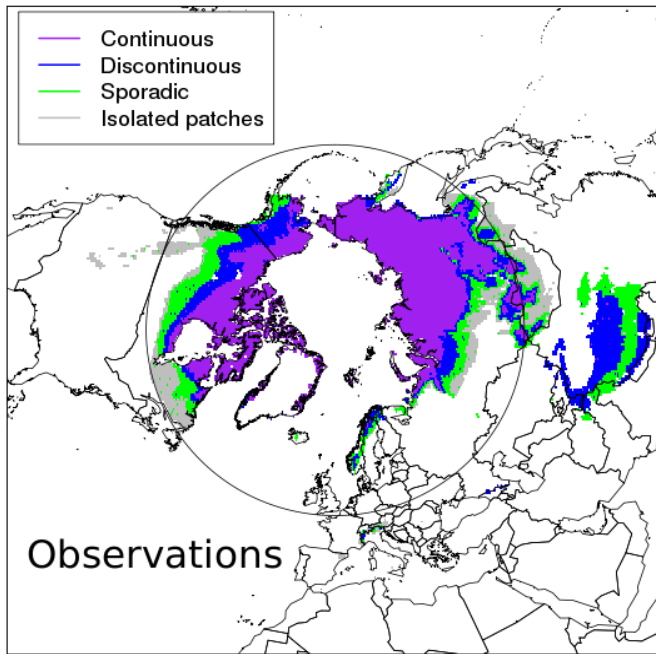 Continuous
Discontinuous
Sporadic
Isolated patches
Observations